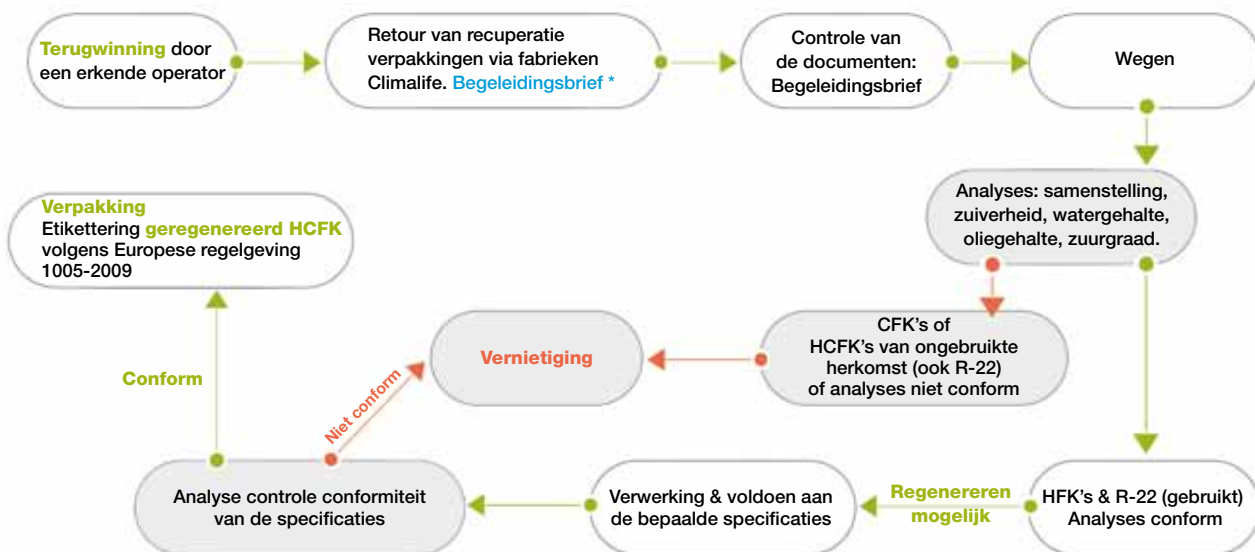 Terugwinning door
een erkende operator
Retour van recuperatie
verpakkingen via fabrieken
Climalife. Begeleidingsbrief *
Controle van
de documenten:
Begeleidingsbrief
Wegen
Analyses: samenstelling,
zuiverheid, watergehalte,
oliegehalte, zuurgraad.
Verpakking
Etikettering geregenereerd HCFK
volgens Europese regelgeving
1005-2009
CFK's of
HCFK's van ongebruikte
herkomst (ook R-22)
of analyses niet conform
Vernietiging
Conform
Niet conform
HFK's & R-22 (gebruikt)
Analyses conform
Regenereren
mogelijk
Verwerking & voldoen aan
de bepaalde specificaties
Analyse controle conformiteit
van de specificaties